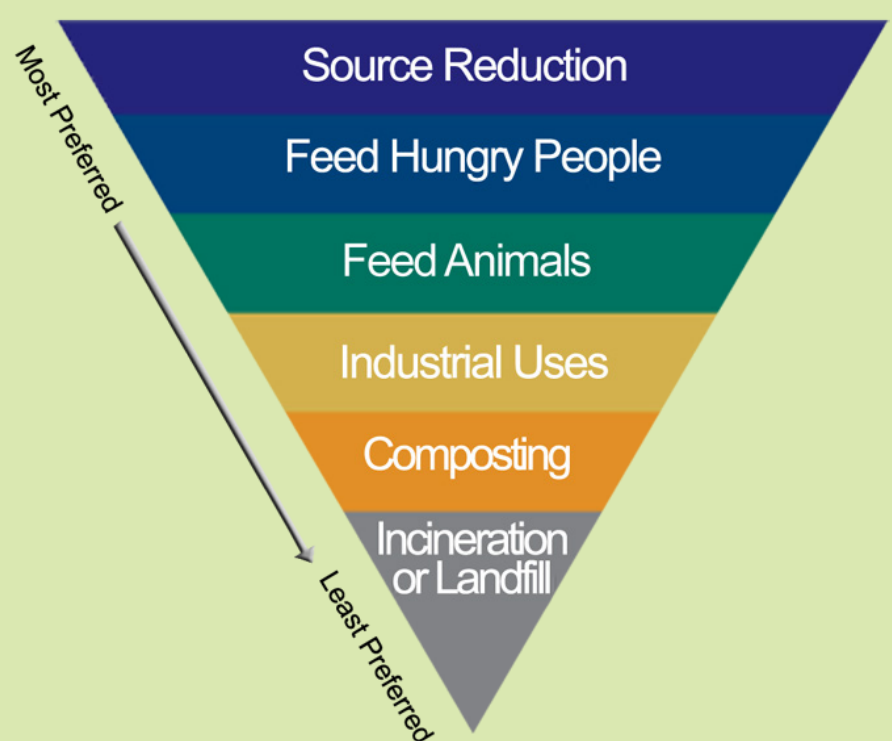 Most Preferred
Source Reduction
Feed Hungry People
Feed Animals
Industrial Uses
Composting
Incineration
or Landfill
Least Preferred